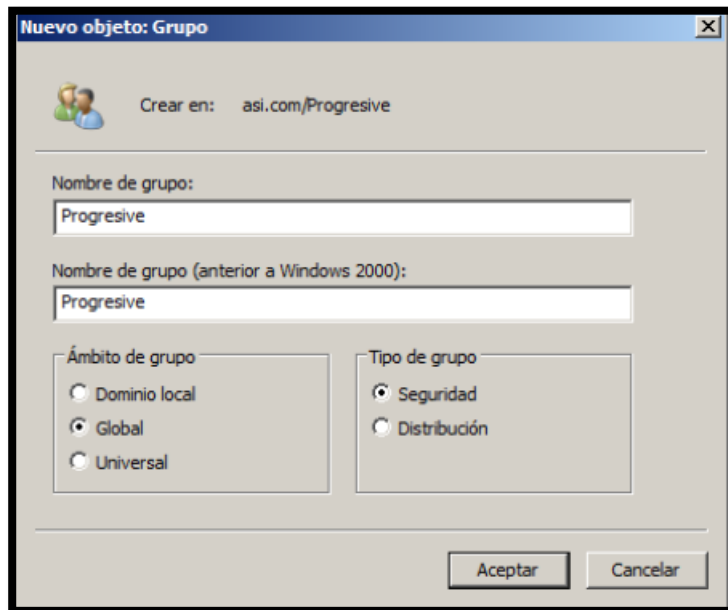 Nuevo objeto: Grupo
Crear en: asi.com/Progresive
Nombre de grupo:
Progresive
Nombre de grupo (anterior a Windows 2000):
Progresive
Ámbito de grupo
Dominio local
Global
Universal
Tipo de grupo
Seguridad
Distribución
Aceptar Cancelar